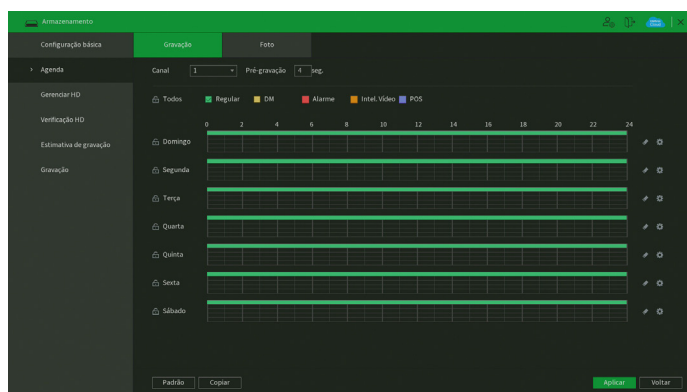 Armazenamento
Configuração básica
Gravação
Foto
Agenda
Canal 1 Pré-gravação 4 seg.
Gerenciar HD
Todos Regular DM Alarme Intel. Vídeo POS
Verificação HD
0 2 4 6 8 10 12 14 16 18 20 22 24
Domingo
Estimativa de gravação
Segunda
Gravação
Terça
Quarta
Quinta
Sexta
Sábado
Padrão Copiar Aplicar Voltar